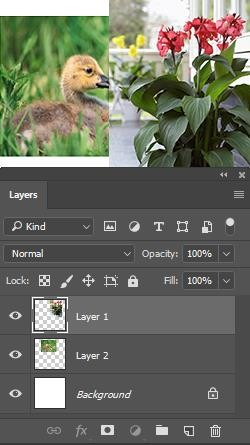 Layers
Kind
Normal Opacity: 100%
Lock: Fill: 100%
Layer 1
Layer 2
Background
fx